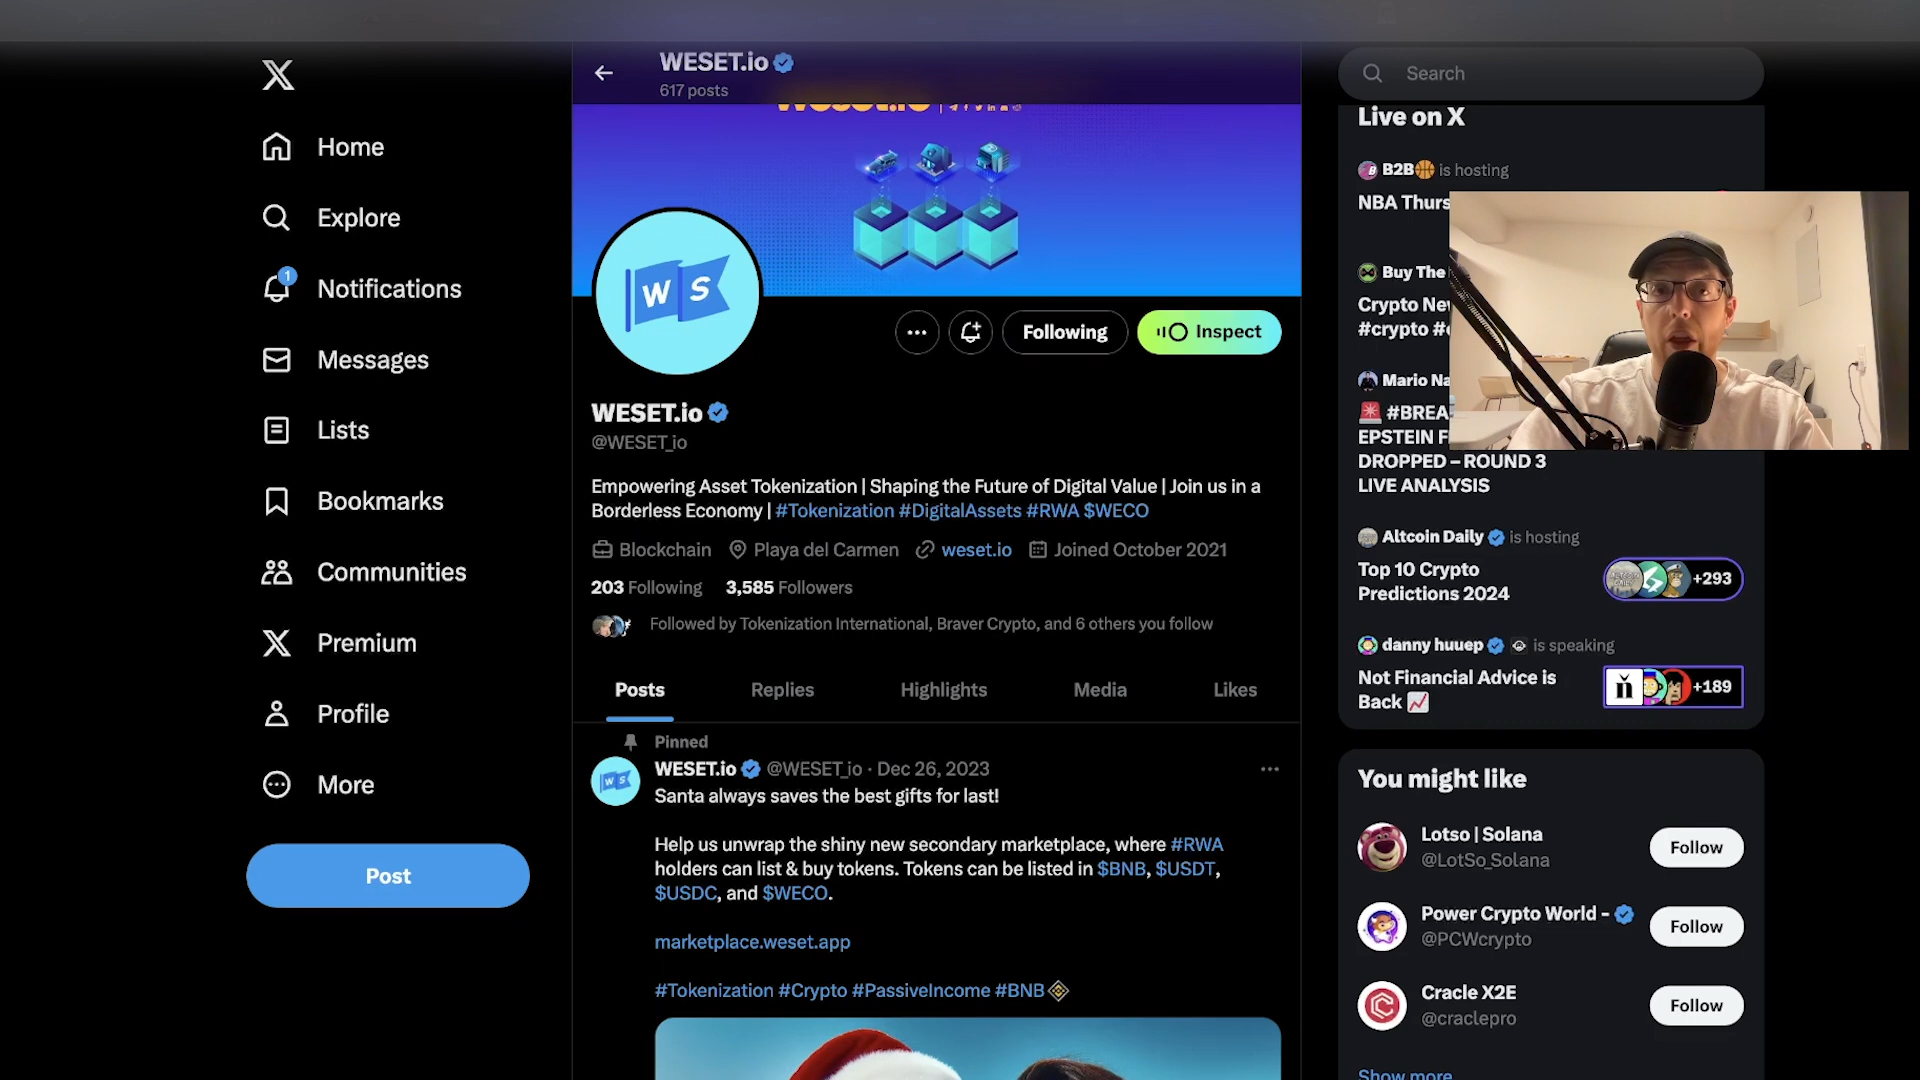 WESET.io
617 posts
Search
Home
Explore
1
Notifications
Messages
Lists
Bookmarks
Communities
Premium
Profile
More
Post
W S
Following
Inspect
WESET.io
@WESET_io
Empowering Asset Tokenization | Shaping the Future of Digital Value | Join us in a
Borderless Economy | #Tokenization #DigitalAssets #RWA $WECO
Blockchain Playa del Carmen weset.io Joined October 2021
203 Following 3,585 Followers
Followed by Tokenization International, Braver Crypto, and 6 others you follow
Posts Replies Highlights Media Likes
Pinned
WS
WESET.io @WESET_io · Dec 26, 2023
Santa always saves the best gifts for last!
Help us unwrap the shiny new secondary marketplace, where #RWA
holders can list & buy tokens. Tokens can be listed in $BNB, $USDT,
$USDC, and $WECO.
marketplace.weset.app
#Tokenization #Crypto #PassiveIncome #BNB
Live on X
B2B is hosting
NBA Thurs
Buy The
Crypto
#crypto
Mario
#BREA
EPSTEIN
DROPPED – ROUND 3
LIVE ANALYSIS
Altcoin Daily is hosting
Top 10 Crypto
Predictions 2024
+293
danny huuep is speaking
Not Financial Advice is
Back
+189
You might like
Lotso | Solana
@LotSo_Solana
Follow
Power Crypto World -
@PCWcrypto
Follow
Cracle X2E
@craclepro
Follow
Show more